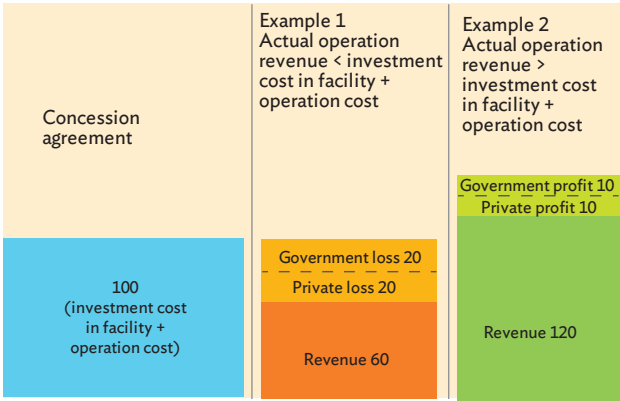 Concession
agreement
100
(investment cost
in facility +
operation cost)
Example 1
Actual operation
revenue < investment
cost in facility +
operation cost
Government loss 20
Private loss 20
Revenue 60
Example 2
Actual operation
revenue >
investment cost
in facility +
operation cost
Government profit 10
Private profit 10
Revenue 120